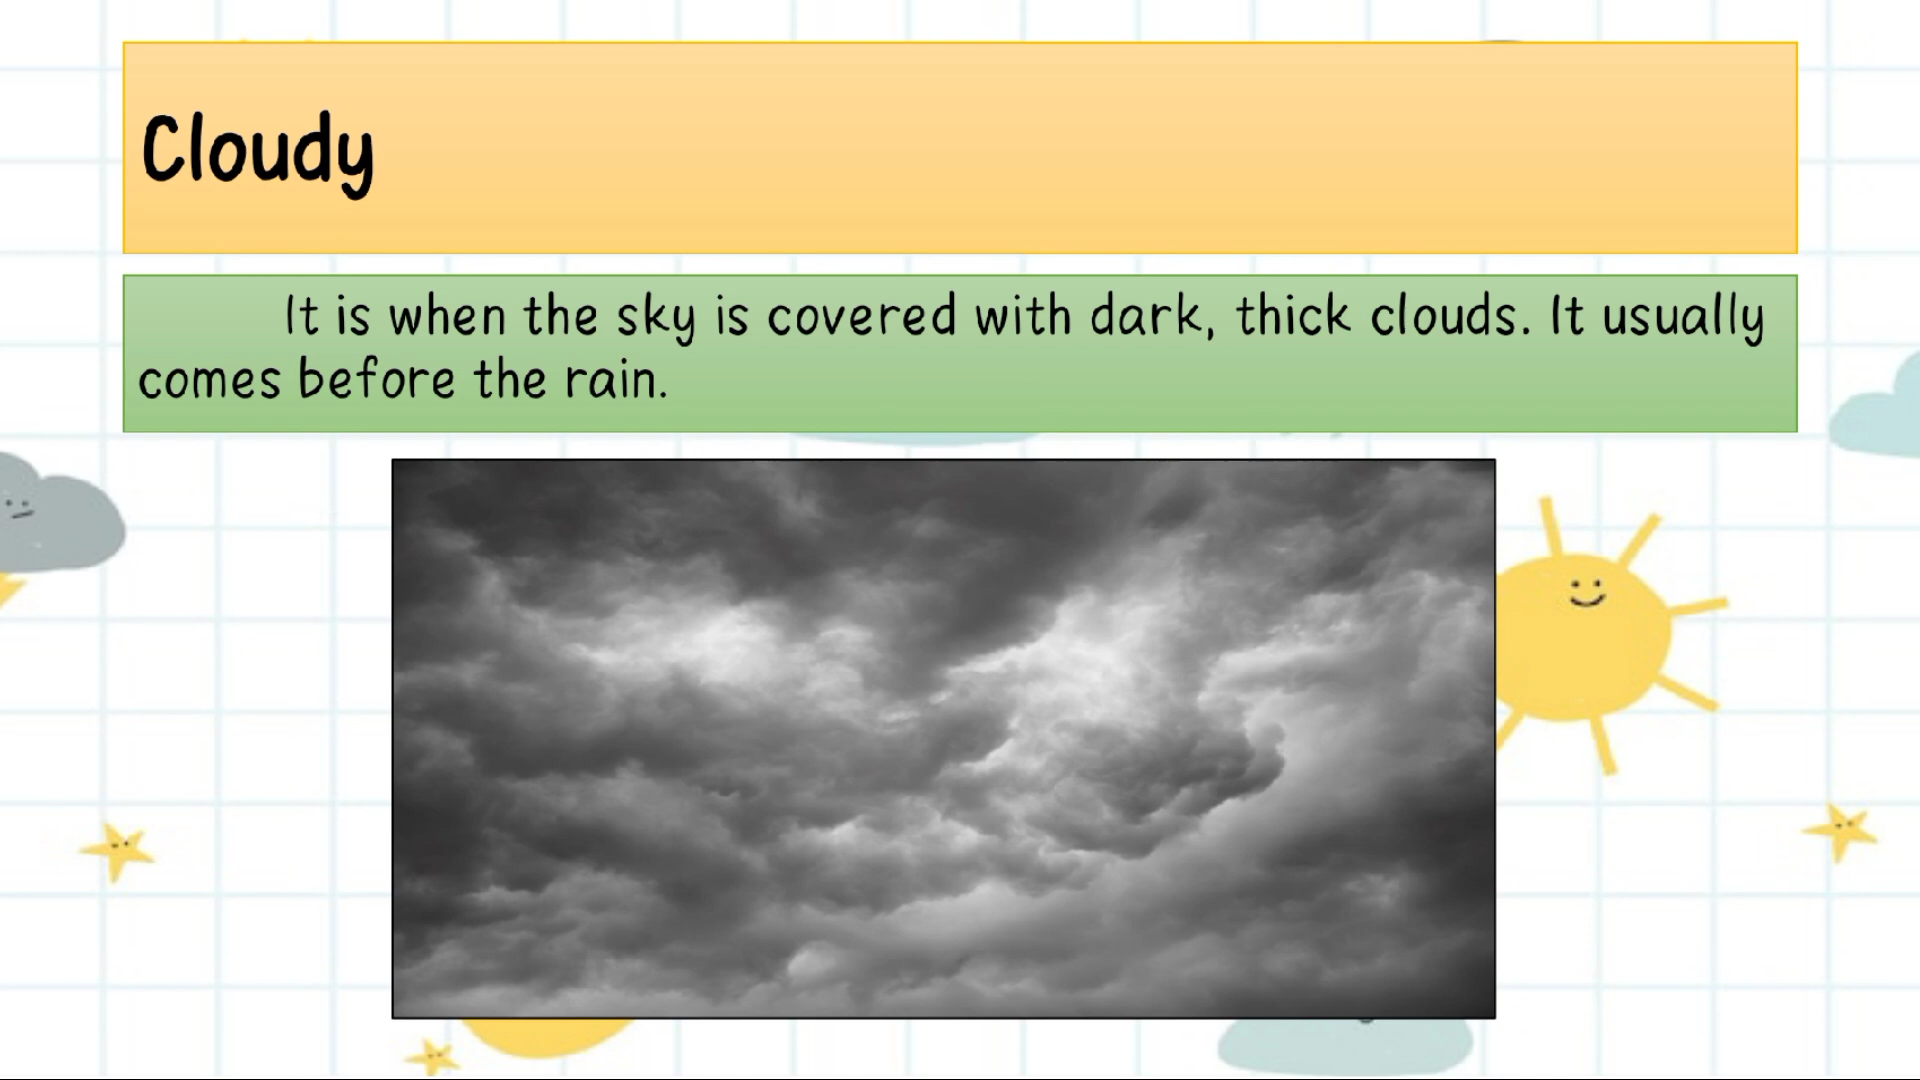 Cloudy
It is when the sky is covered with dark, thick clouds. It usually
comes before the rain.